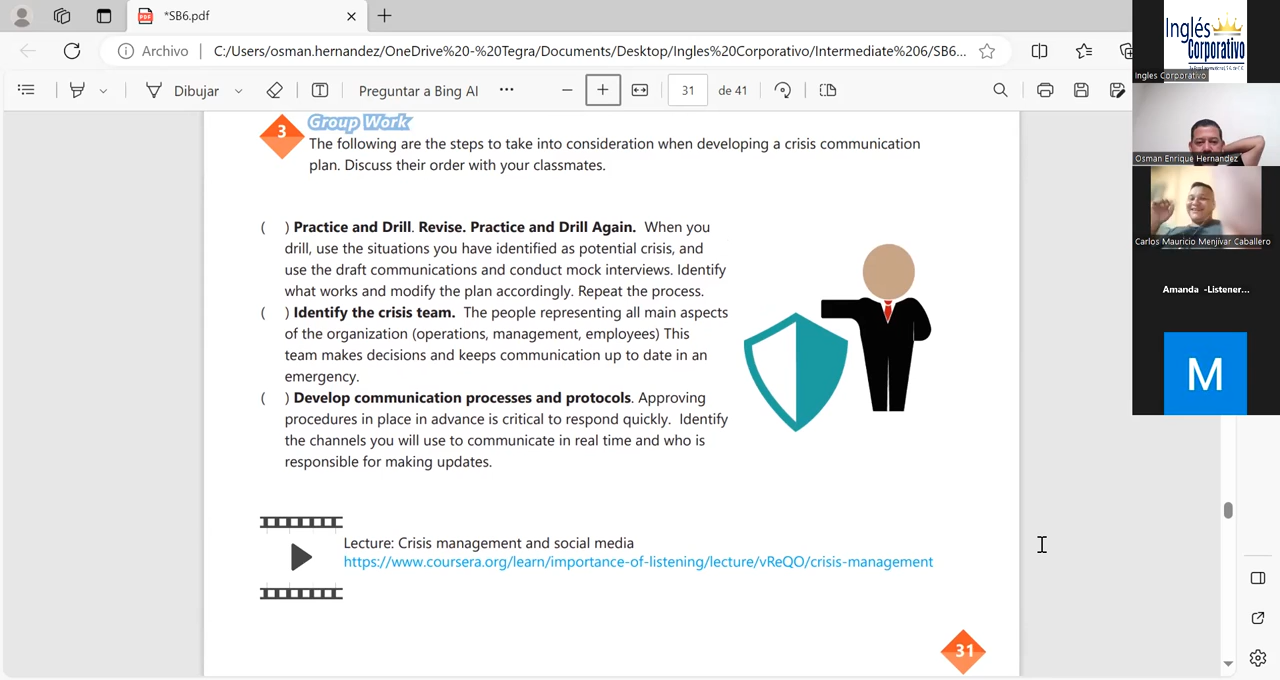 *SB6.pdf
Archivo
C:/Users/osman.hernandez/OneDrive%20-%20Tegra/Documents/Desktop/Ingles%20Corporativo/Intermediate%206/SB6...
Dibujar
Preguntar a Bing AI
31
de 41
3
Group Work
The following are the steps to take into consideration when developing a crisis communication
plan. Discuss their order with your classmates.
( ) Practice and Drill. Revise. Practice and Drill Again. When you
drill, use the situations you have identified as potential crisis, and
use the draft communications and conduct mock interviews. Identify
what works and modify the plan accordingly. Repeat the process.
( ) Identify the crisis team. The people representing all main aspects
of the organization (operations, management, employees) This
team makes decisions and keeps communication up to date in an
emergency.
( ) Develop communication processes and protocols. Approving
procedures in place in advance is critical to respond quickly. Identify
the channels you will use to communicate in real time and who is
responsible for making updates.
Lecture: Crisis management and social media
https://www.coursera.org/learn/importance-of-listening/lecture/vReQO/crisis-management
31
Inglés
Corporativo
Ingles Corporativo
Osman Enrique Hernandez
Carlos Mauricio Menjívar Caballero
Amanda -Listener...
M